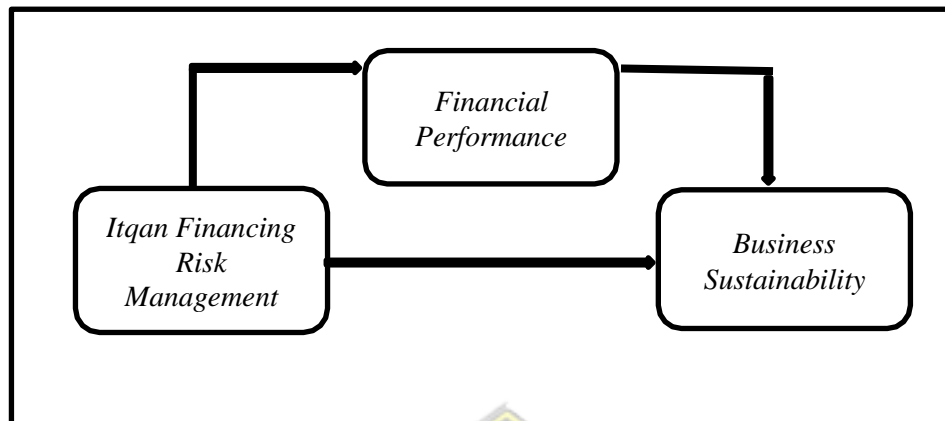 Financial
Performance
Itqan Financing
Risk
Management
Business
Sustainability